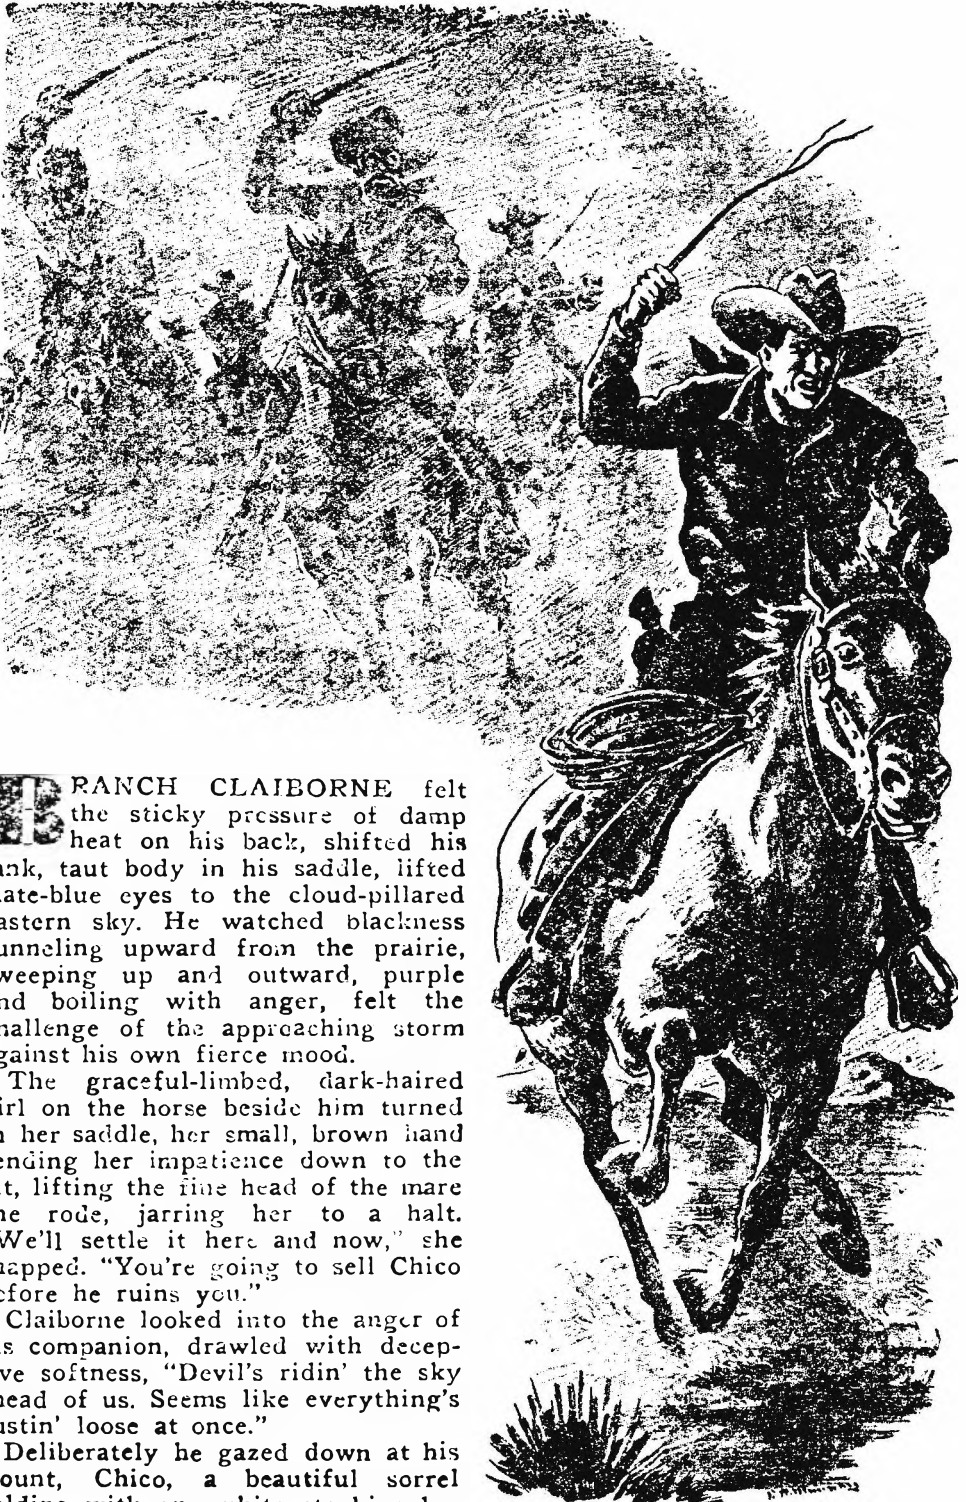 BRANCH CLAIBORNE felt
the sticky pressure of damp
heat on his back, shifted his
ank, taut body in his saddle, lifted
ate-blue eyes to the cloud-pillared
astern sky. He watched blackness
unneling upward from the prairie,
weeping up and outward, purple
nd boiling with anger, felt the
hallenge of the approaching storm
gainst his own fierce mood.
The graceful-limbed, dark-haired
irl on the horse beside him turned
n her saddle, her small, brown hand
ending her impatience down to the
it, lifting the fine head of the mare
he rode, jarring her to a halt.
We'll settle it here and now," she
napped. "You're going to sell Chico
efore he ruins you."
Claiborne looked into the anger of
is companion, drawled with decep-
ive softness, "Devil's ridin' the sky
head of us. Seems like everything's
ustin' loose at once."
Deliberately he gazed down at his
ount, Chico, a beautiful sorrel